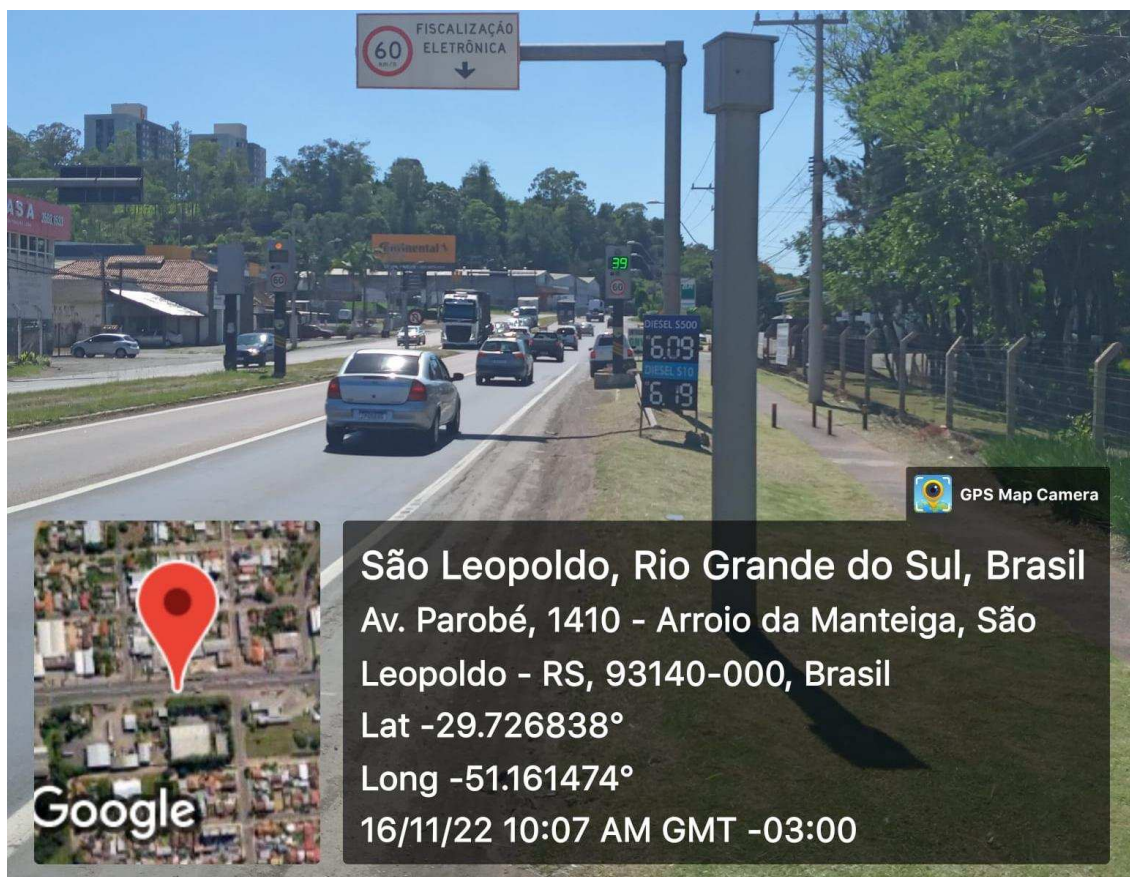 FISCALIZAÇÃO
ELETRÔNICA
60
km/h
Continental
39
60
60
DIESEL S500
6.09
DIESEL S10
6.19
GPS Map Camera
São Leopoldo, Rio Grande do Sul, Brasil
Av. Parobé, 1410 - Arroio da Manteiga, São
Leopoldo - RS, 93140-000, Brasil
Lat -29.726838°
Long -51.161474°
16/11/22 10:07 AM GMT -03:00
Google